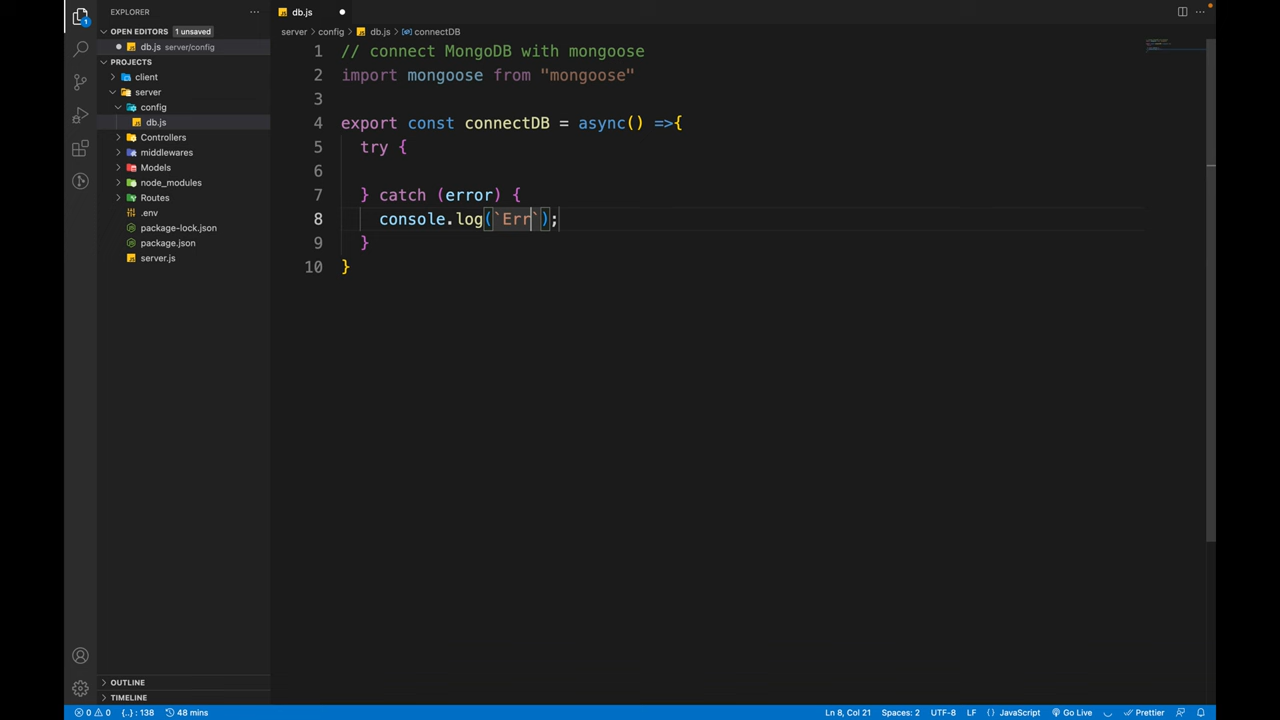 EXPLORER
OPEN EDITORS 1 unsaved
db.js server/config
PROJECTS
client
server
config
db.js
Controllers
middlewares
Models
node_modules
Routes
.env
package-lock.json
package.json
server.js
OUTLINE
TIMELINE
1
db.js
server > config > db.js > connectDB
1 // connect MongoDB with mongoose
2 import mongoose from "mongoose"
3
4 export const connectDB = async() =>{
5 try {
6
7 } catch (error) {
8 console.log(`Err`);
9 }
10 }
0 0 {..} : 138 48 mins
Ln 8, Col 21 Spaces: 2 UTF-8 LF {} JavaScript Go Live Prettier